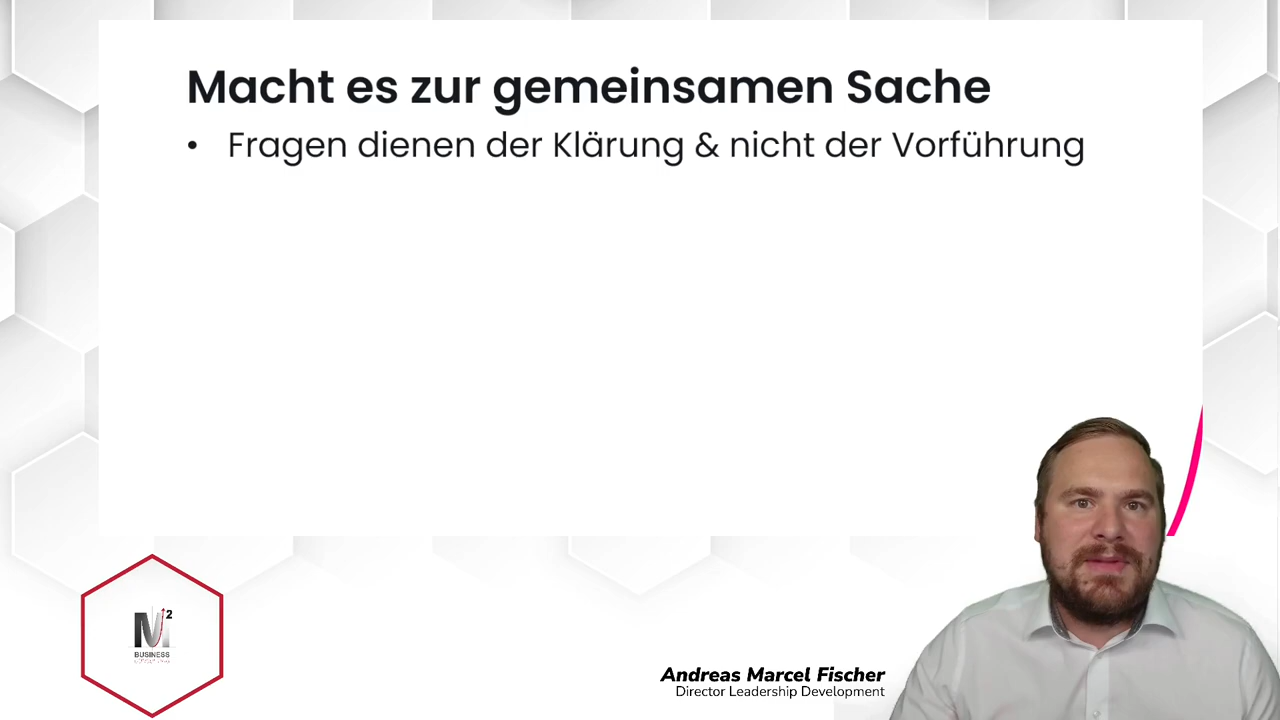 Macht es zur gemeinsamen Sache
• Fragen dienen der Klärung & nicht der Vorführung
M2
BUSINESS
Andreas Marcel Fischer
Director Leadership Development